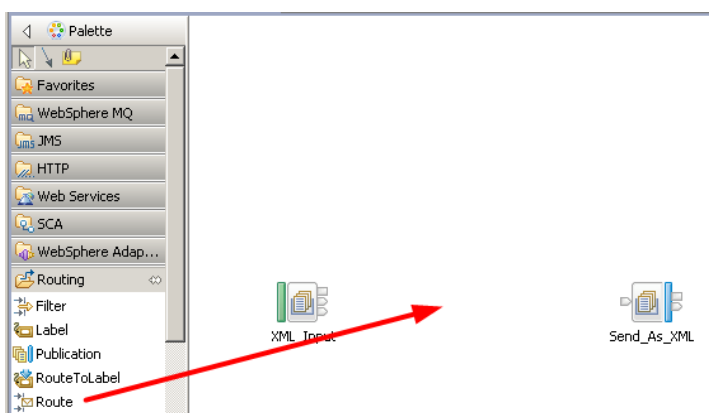 Palette
Favorites
WebSphere MQ
JMS
HTTP
Web Services
SCA
WebSphere Adap...
Routing
Filter
Label
Publication
RouteToLabel
Route
XML_Input
Send_As_XML